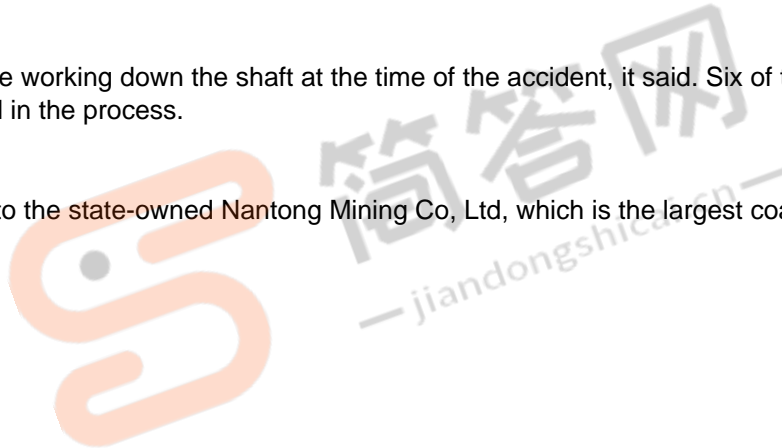 e working down the shaft at the time of the accident, it said. Six of
in the process.
to the state-owned Nantong Mining Co, Ltd, which is the largest coa
简答网
jiandongshicai.cn